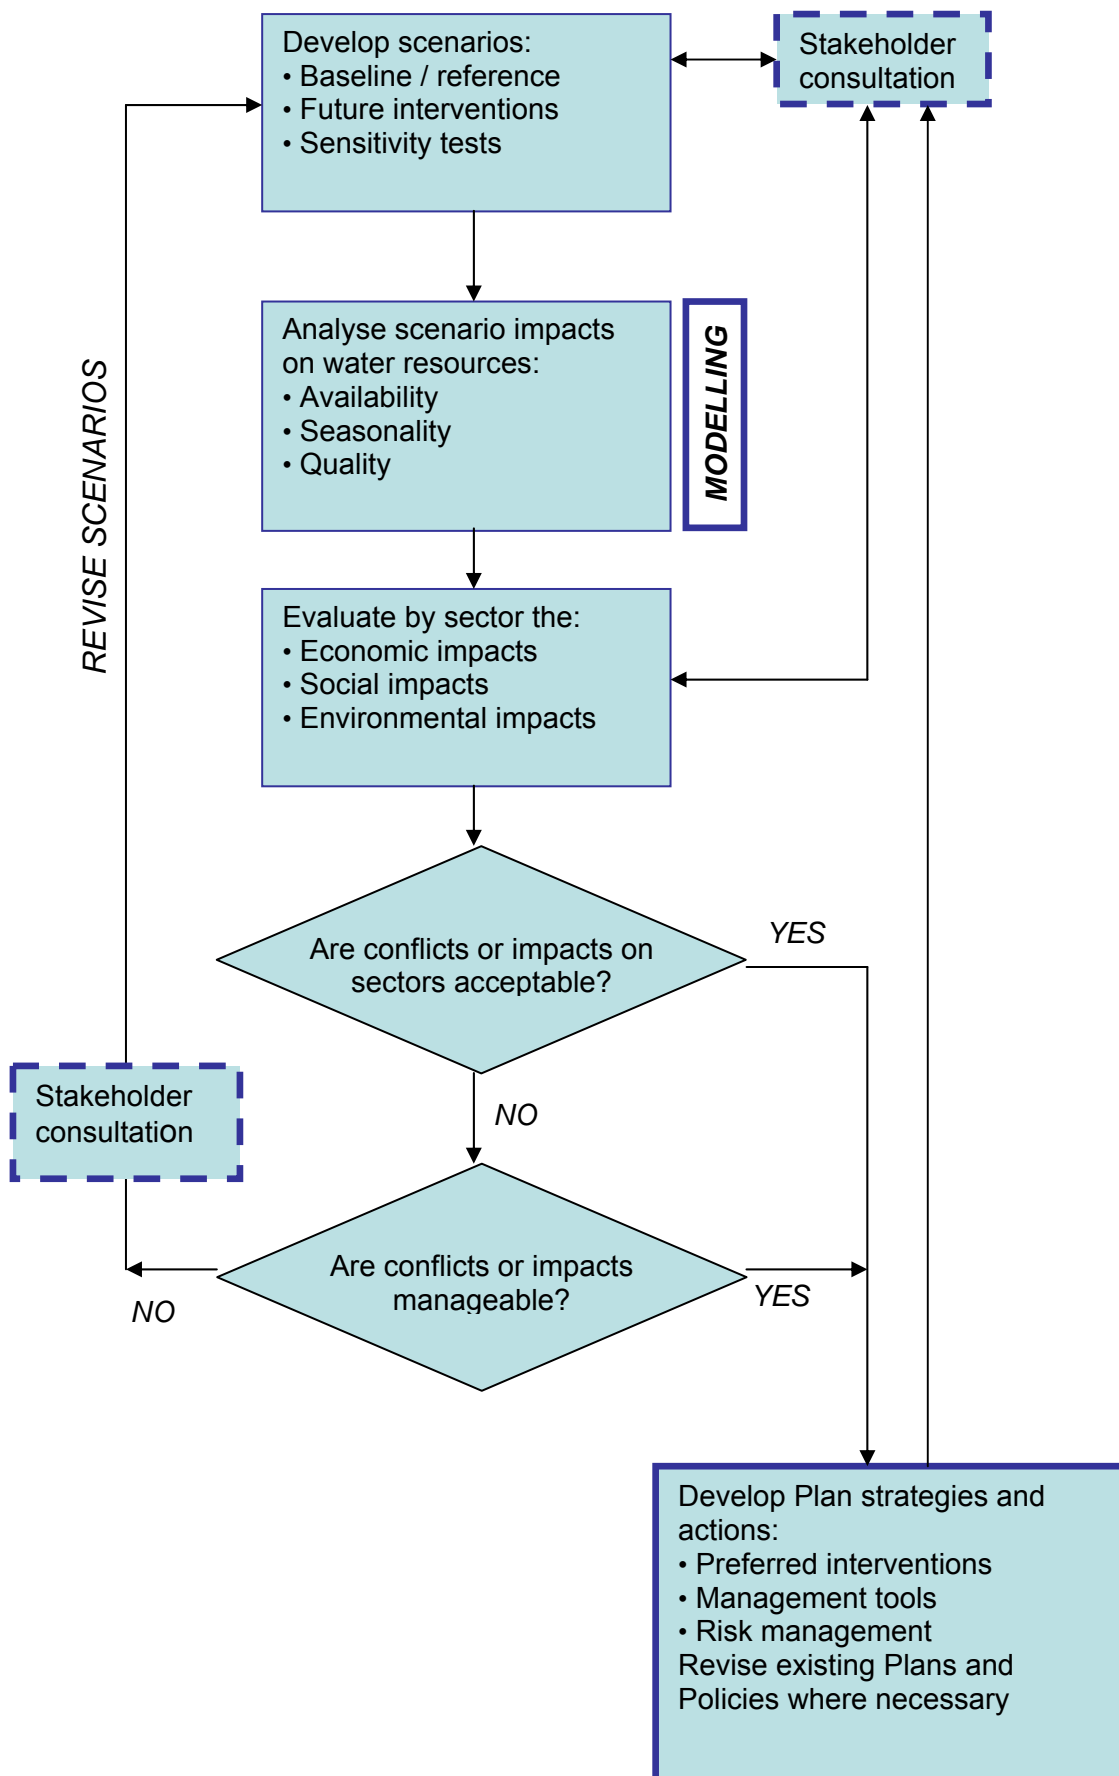 Develop scenarios:
• Baseline / reference
• Future interventions
• Sensitivity tests
Stakeholder
consultation
Analyse scenario impacts
on water resources:
• Availability
• Seasonality
• Quality
MODELLING
REVISE SCENARIOS
Evaluate by sector the:
• Economic impacts
• Social impacts
• Environmental impacts
Are conflicts or impacts on
sectors acceptable?
YES
NO
Stakeholder
consultation
Are conflicts or impacts
manageable?
NO
YES
Develop Plan strategies and
actions:
• Preferred interventions
• Management tools
• Risk management
Revise existing Plans and
Policies where necessary